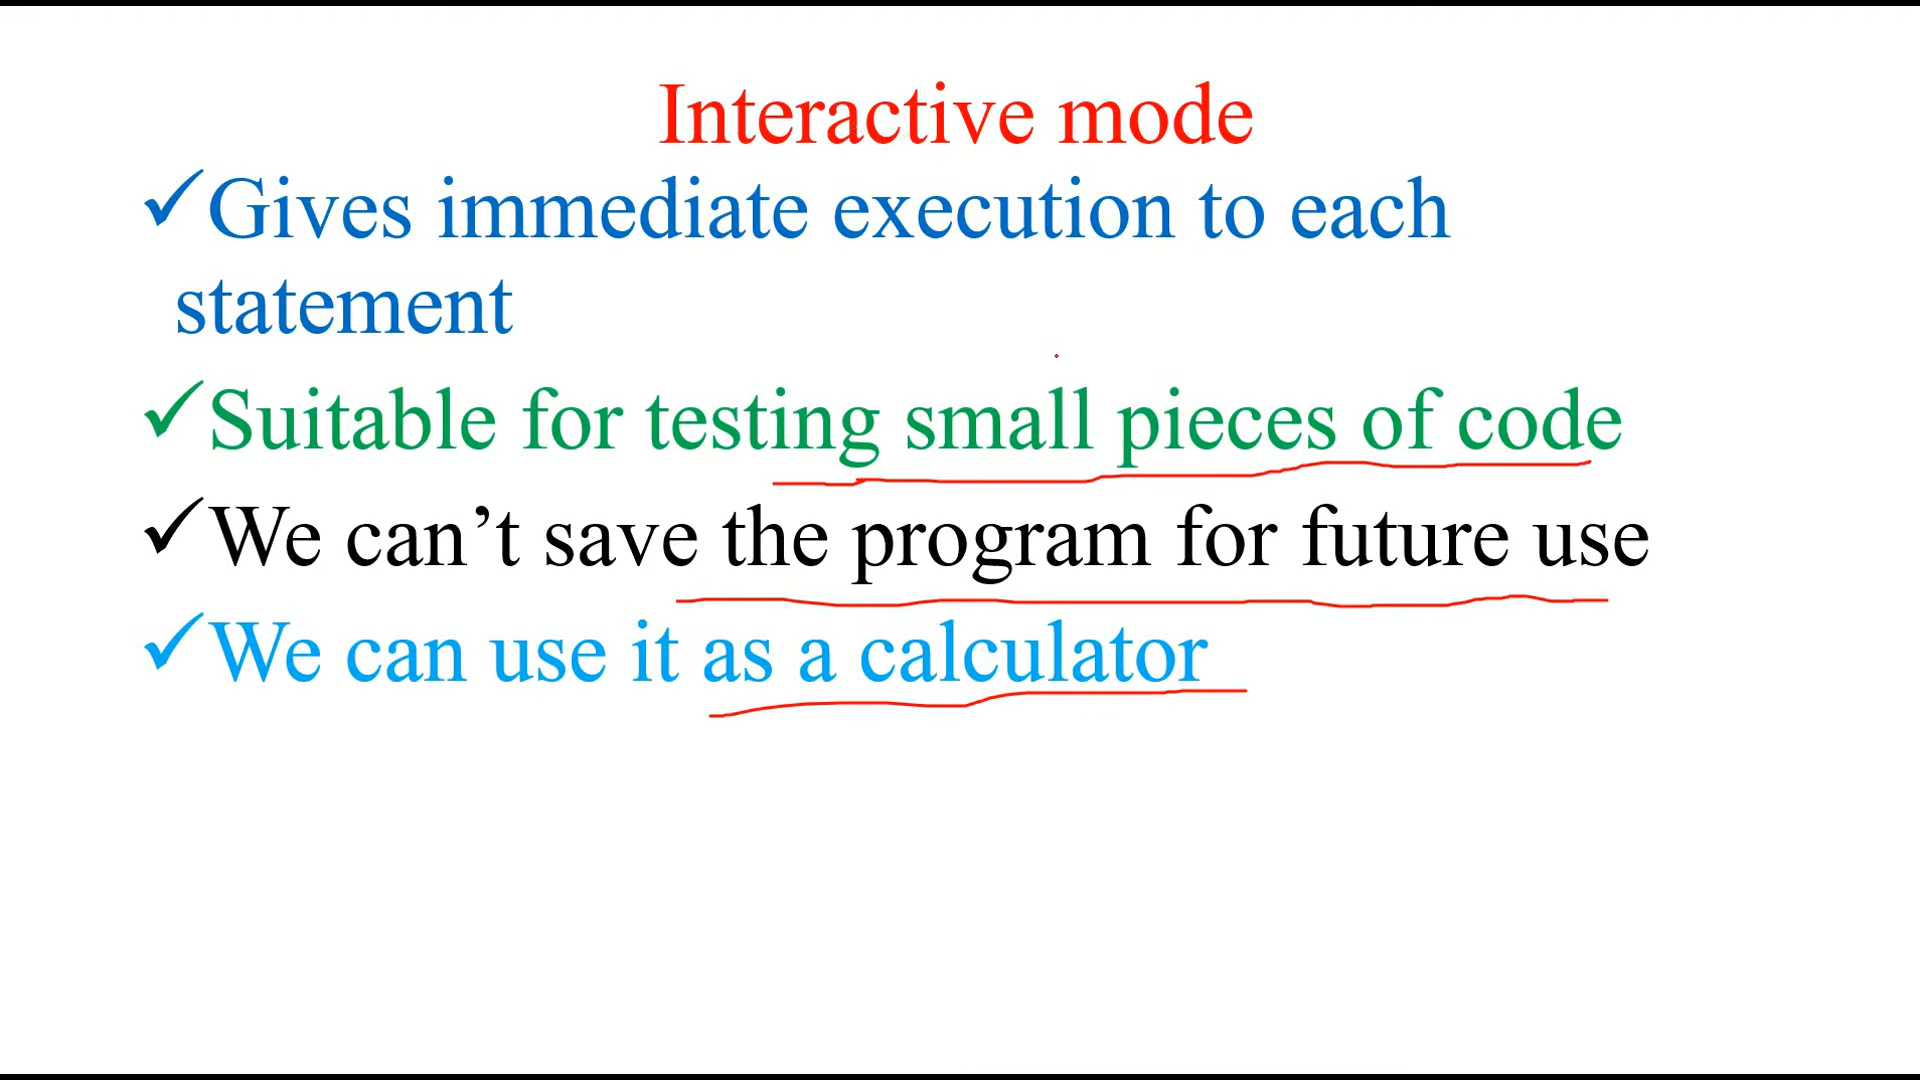 Interactive mode
✓Gives immediate execution to each
statement
✓Suitable for testing small pieces of code
✓We can’t save the program for future use
✓We can use it as a calculator